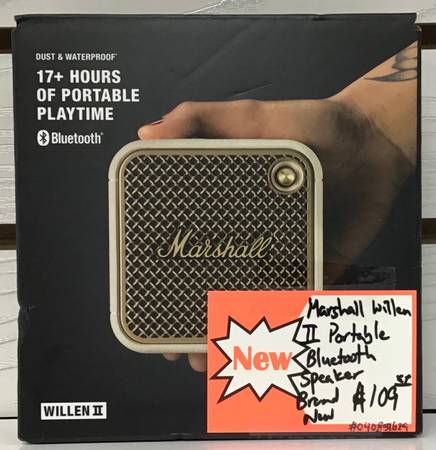 DUST & WATERPROOF*
17+ HOURS
OF PORTABLE
PLAYTIME
Bluetooth®
Marshall
WILLEN II
New
Marshall Willen
II Portable
Bluetooth
Speaker
Brand
New
$109